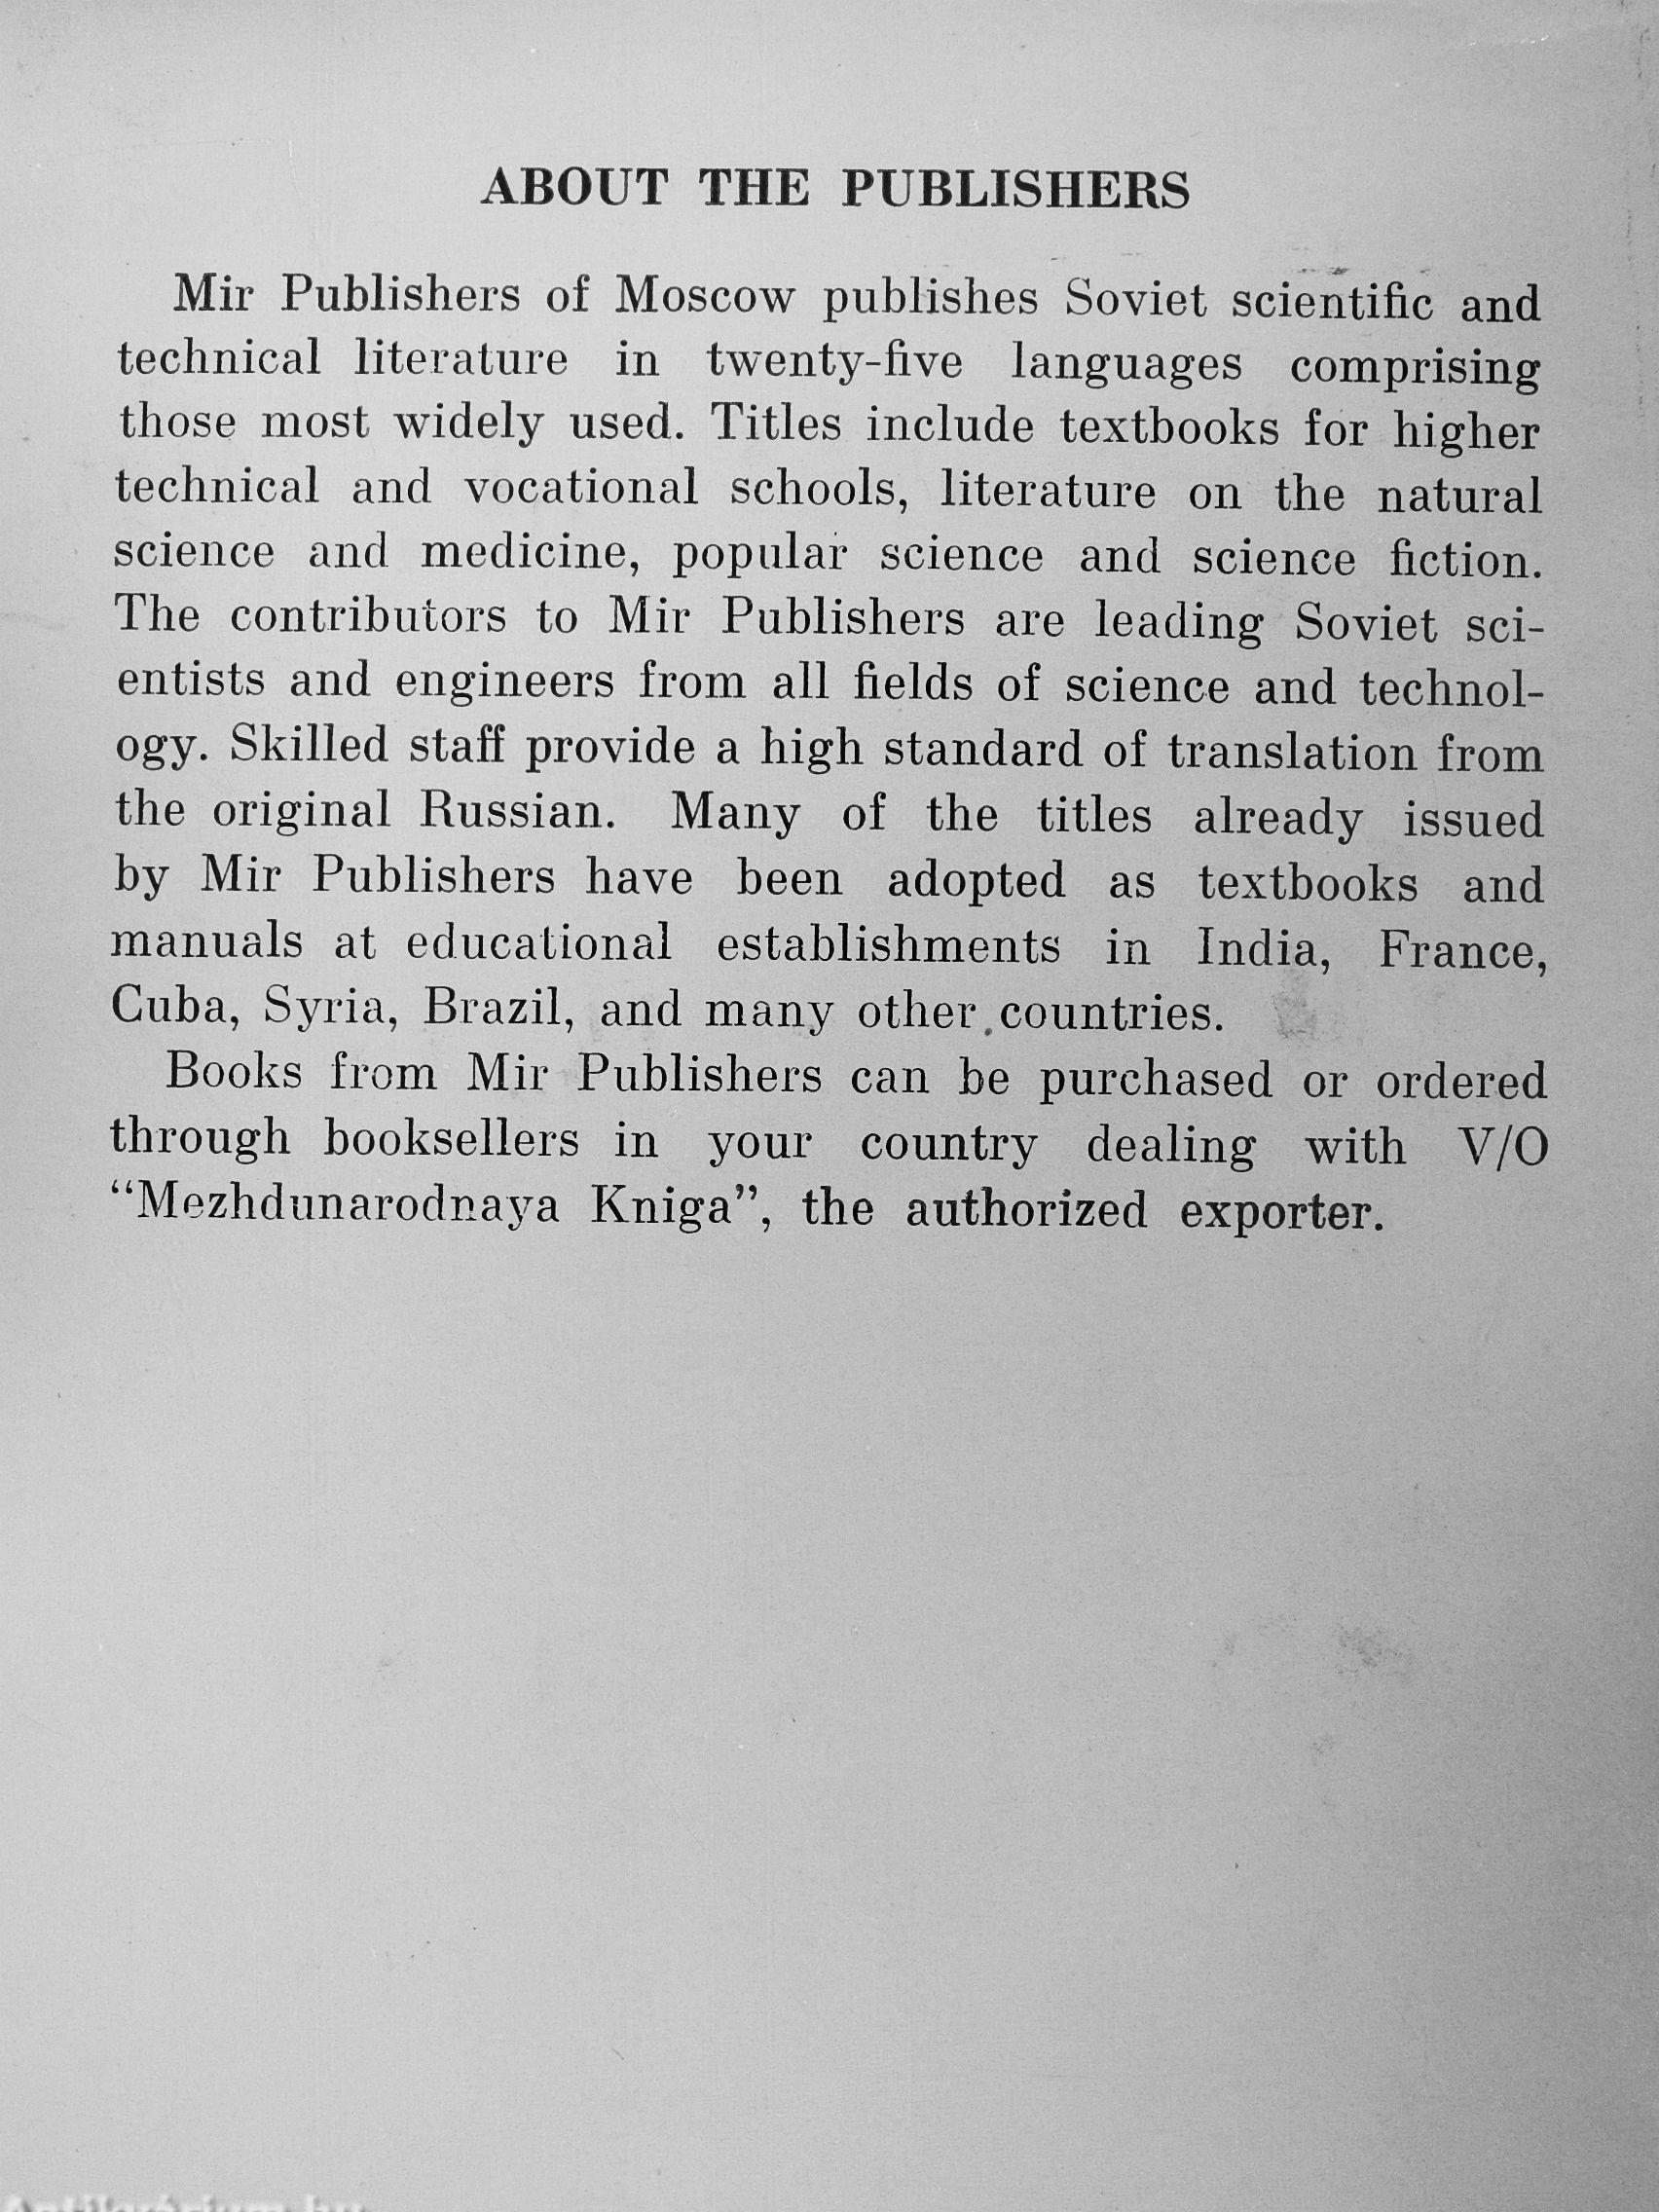 ABOUT THE PUBLISHERS
Mir Publishers of Moscow publishes Soviet scientific and
technical literature in twenty-five languages comprising
those most widely used. Titles include textbooks for higher
technical and vocational schools, literature on the natural
science and medicine, popular science and science fiction.
The contributors to Mir Publishers are leading Soviet sci-
entists and engineers from all fields of science and technol-
ogy. Skilled staff provide a high standard of translation from
the original Russian. Many of the titles already issued
by Mir Publishers have been adopted as textbooks and
manuals at educational establishments in India, France,
Cuba, Syria, Brazil, and many other countries.
Books from Mir Publishers can be purchased or ordered
through booksellers in your country dealing with V/O
“Mezhdunarodnaya Kniga”, the authorized exporter.